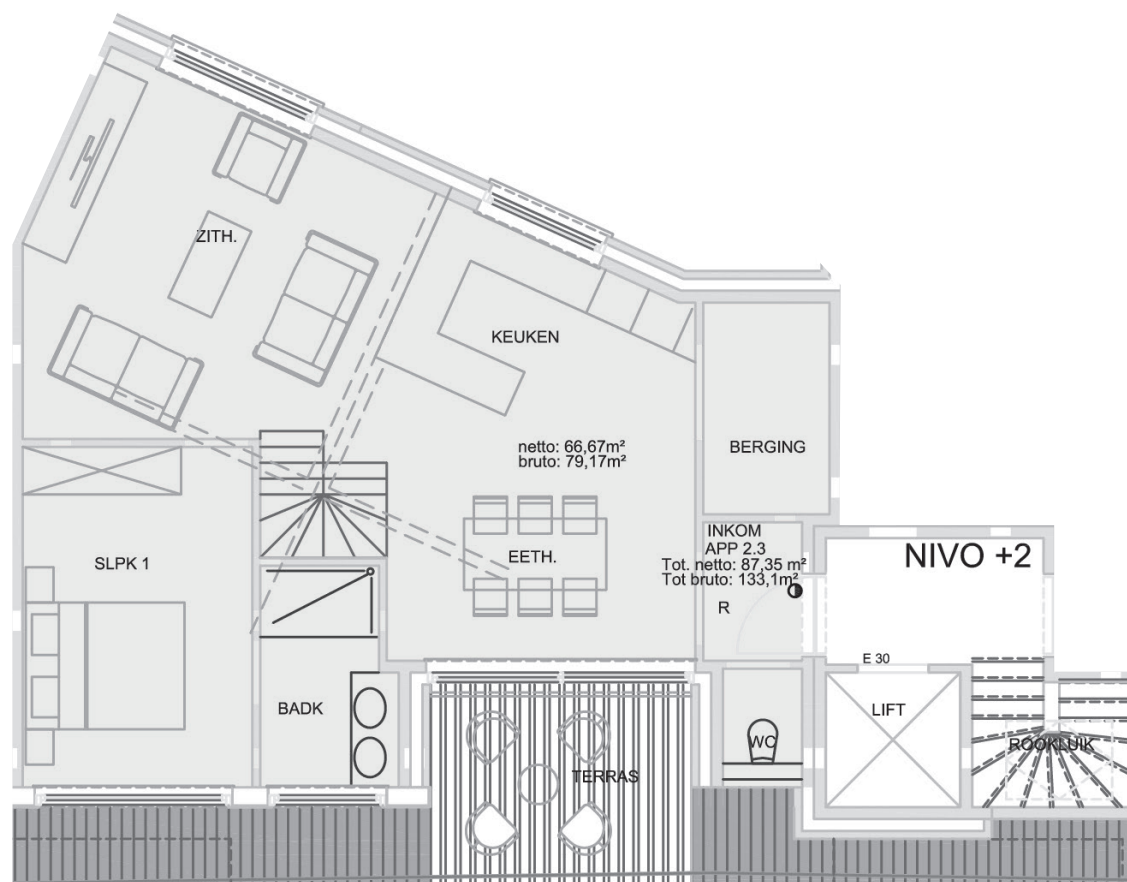 ZITH.
KEUKEN
netto: 66,67m²
bruto: 79,17m²
BERGING
INKOM
APP 2.3
Tot. netto: 87,35 m²
Tot bruto: 133,1m²
R
NIVO +2
SLPK 1
EETH.
E 30
BADK
LIFT
WC
ROOKLUIK
TERRAS